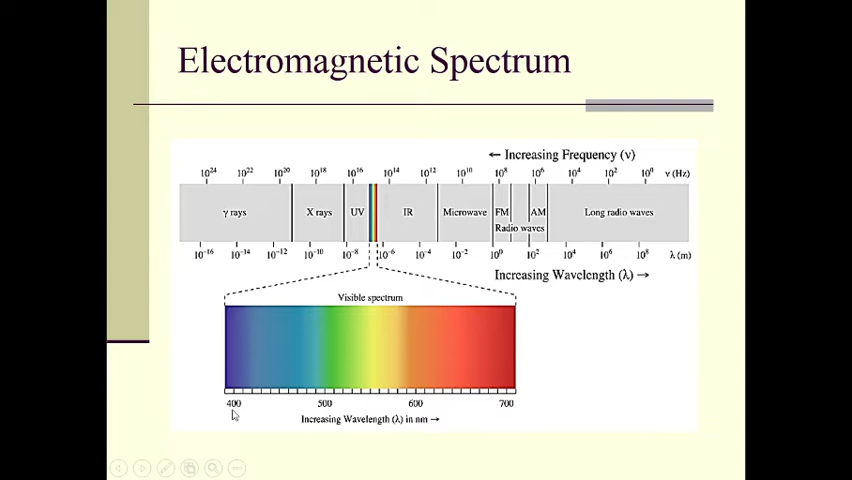 Electromagnetic Spectrum
← Increasing Frequency (ν)
10²⁴ 10²² 10²⁰ 10¹⁸ 10¹⁶ 10¹⁴ 10¹² 10¹⁰ 10⁸ 10⁶ 10⁴ 10² 10⁰ ν (Hz)
γ rays X rays UV IR Microwave FM AM Long radio waves
Radio waves
10⁻¹⁶ 10⁻¹⁴ 10⁻¹² 10⁻¹⁰ 10⁻⁸ 10⁻⁶ 10⁻⁴ 10⁻² 10⁰ 10² 10⁴ 10⁶ 10⁸ λ (m)
Increasing Wavelength (λ) →
Visible spectrum
400 500 600 700
Increasing Wavelength (λ) in nm →